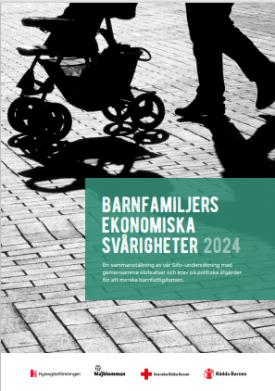 BARNFAMILJERS
EKONOMISKA
SVÅRIGHETER 2024
En sammanställning av vår Sifo-undersökning med
gemensamma slutsatser och krav på politiska åtgärder
för att minska barnfattigdomen.
Hyresgästföreningen
Majblomman
Svenska Röda Korset
Rädda Barnen